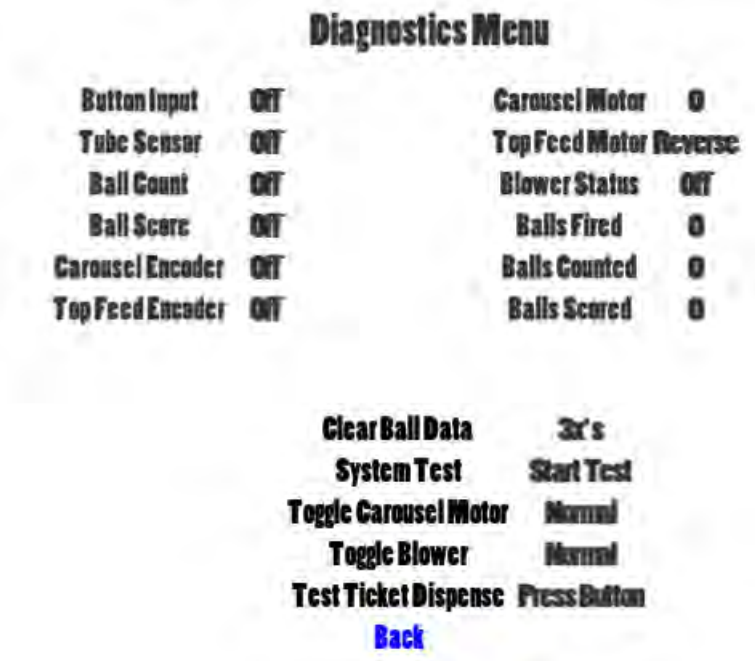 Diagnostics Menu
Button Input Off Carousel Motor 0
Tube Sensor Off Top Feed Motor Reverse
Ball Count Off Blower Status Off
Ball Score Off Balls Fired 0
Carousel Encoder Off Balls Counted 0
Top Feed Encoder Off Balls Scored 0
Clear Ball Data 3x's
System Test Start Test
Toggle Carousel Motor Normal
Toggle Blower Normal
Test Ticket Dispense Press Button
Back